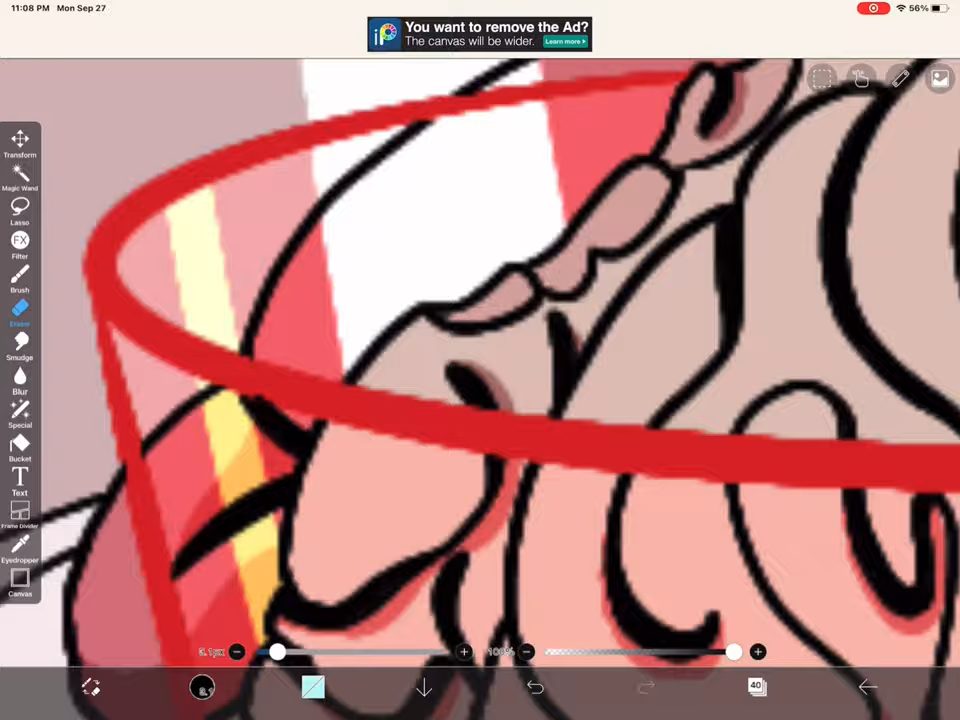 11:08 PM Mon Sep 27
56%
iP
You want to remove the Ad?
The canvas will be wider.
Learn more >
Transform
Magic Wand
Lasso
FX
Filter
Brush
Eraser
Smudge
Blur
Special
Bucket
T
Text
Frame Divider
Eyedropper
Canvas
100%
40